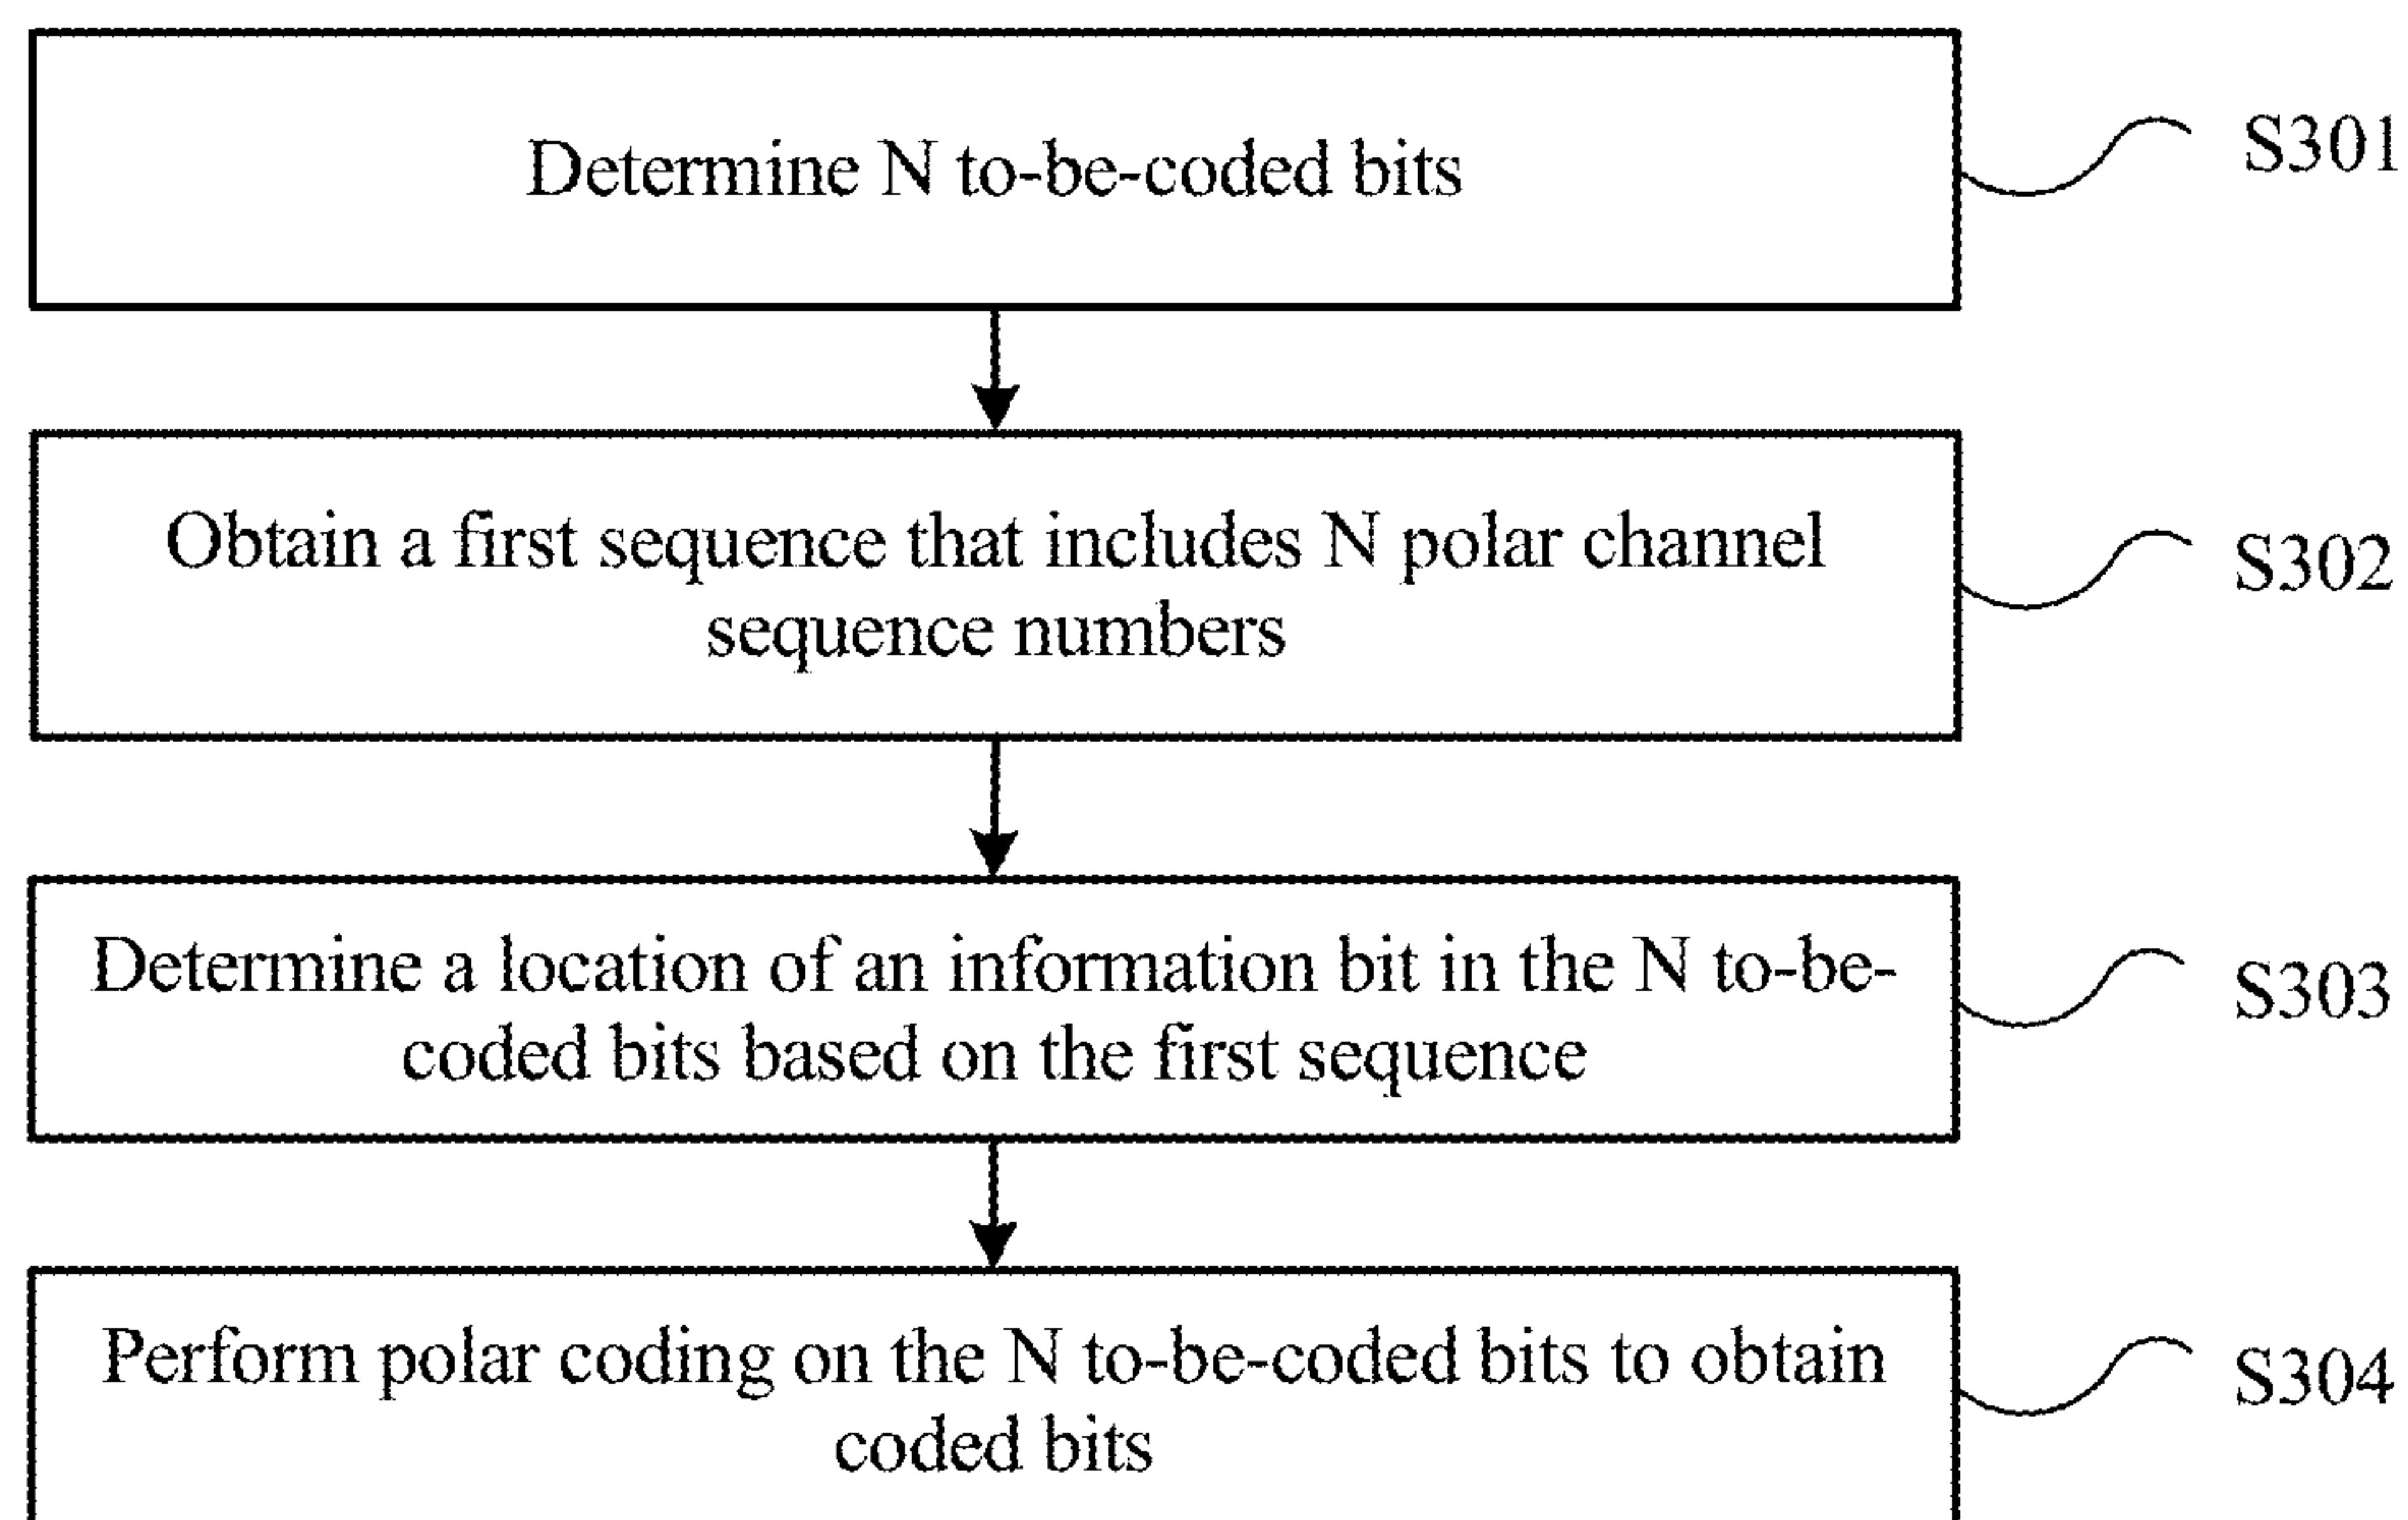 Determine N to-be-coded bits
S301
Obtain a first sequence that includes N polar channel
sequence numbers
S302
Determine a location of an information bit in the N to-be-
coded bits based on the first sequence
S303
Perform polar coding on the N to-be-coded bits to obtain
coded bits
S304